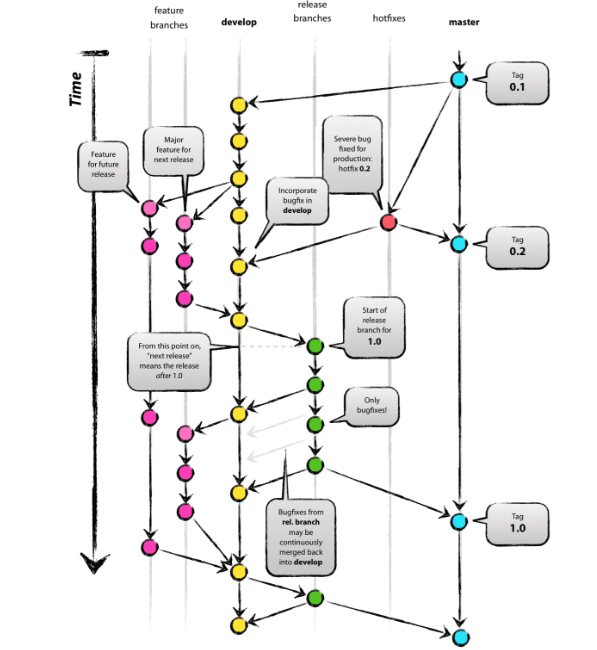 feature
branches
develop
release
branches
hotfixes
master
Time
Tag
0.1
Feature
for future
release
Major
feature for
next release
Severe bug
fixed for
production:
hotfix 0.2
Incorporate
bugfix in
develop
Tag
0.2
Start of
release
branch for
1.0
From this point on,
“next release”
means the release
after 1.0
Only
bugfixes!
Bugfixes from
rel. branch
may be
continuously
merged back
into develop
Tag
1.0